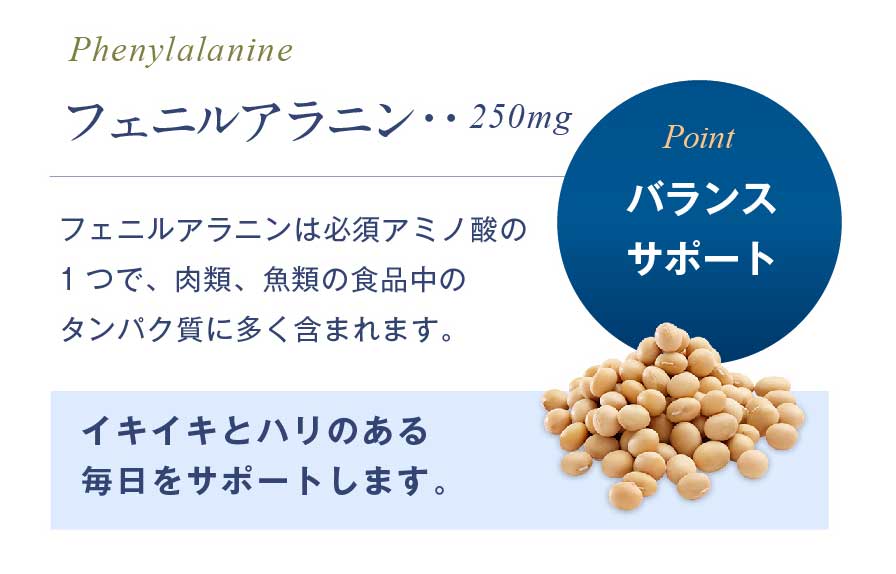 Phenylalanine
フェニルアラニン‥250mg
フェニルアラニンは必須アミノ酸の
1つで、肉類、魚類の食品中の
タンパク質に多く含まれます。
Point
バランス
サポート
イキイキとハリのある
毎日をサポートします。